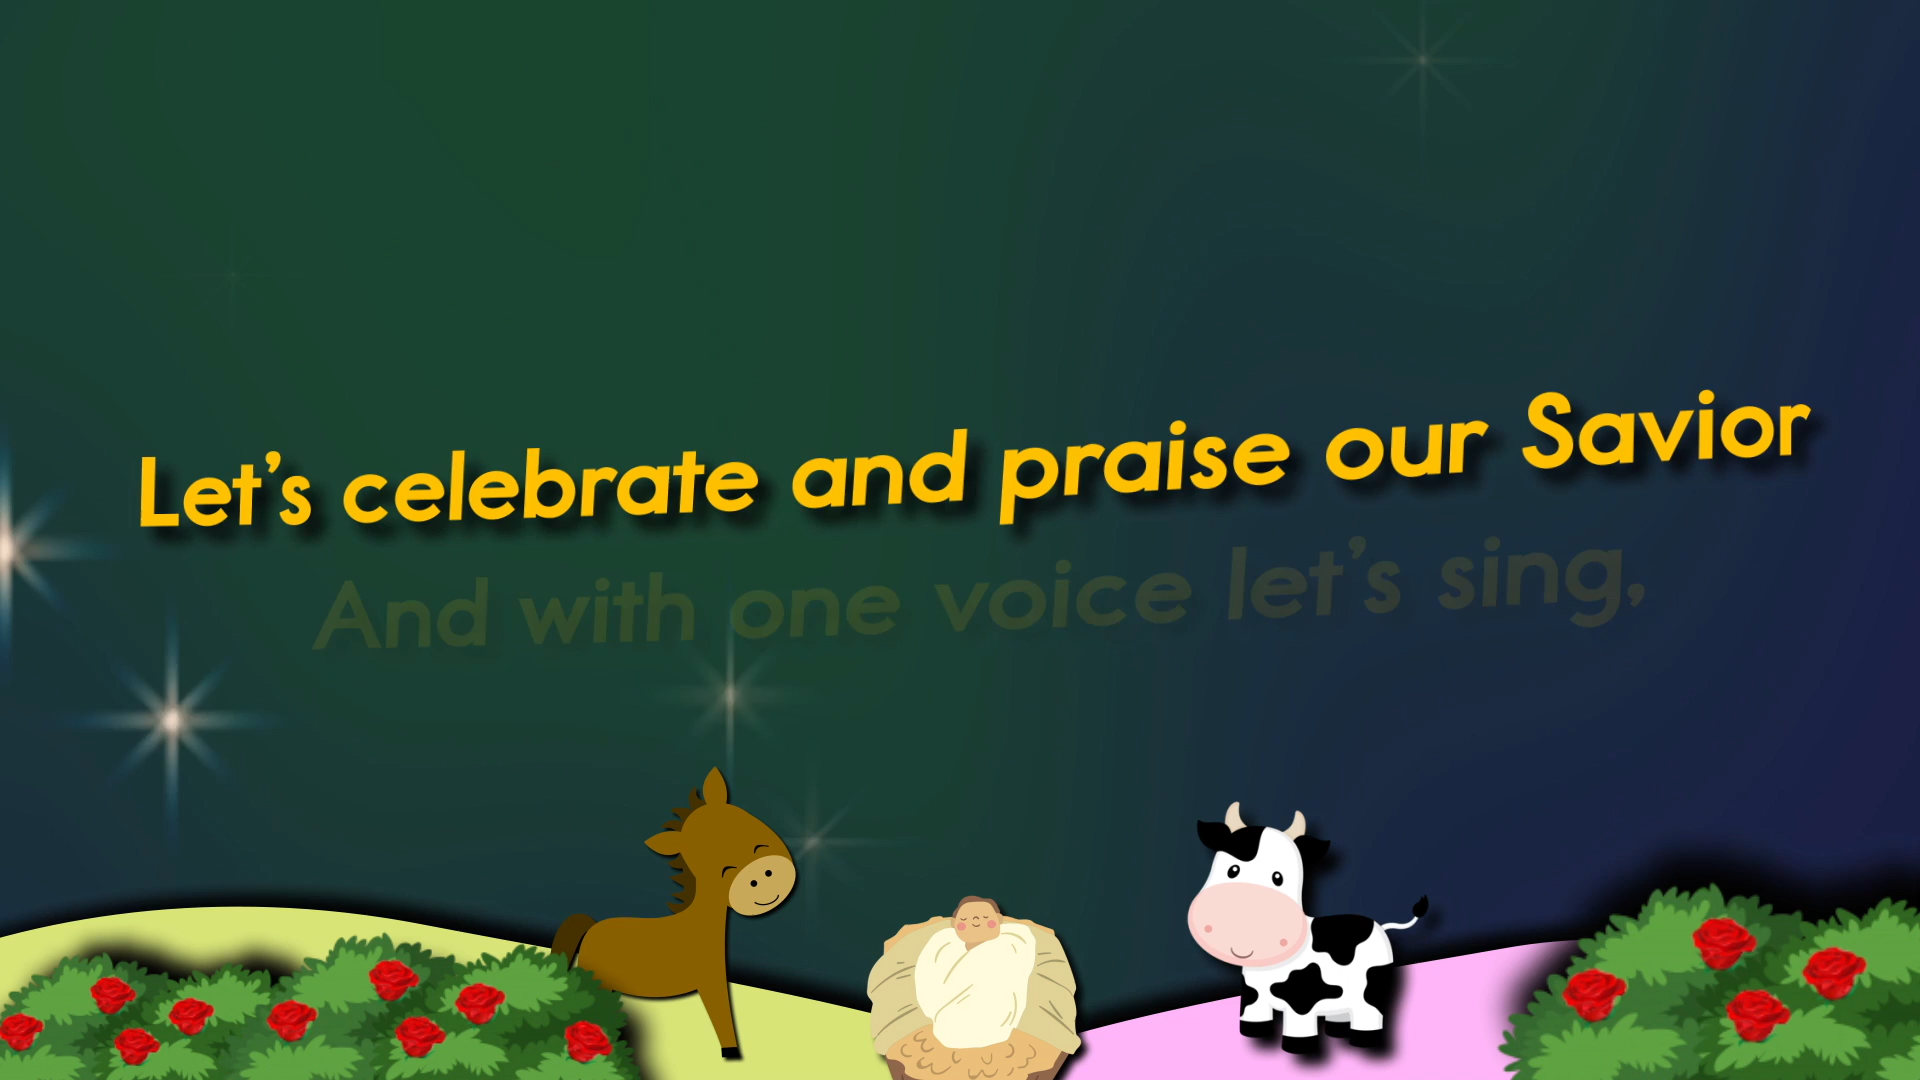 Let's celebrate and praise our Savior
And with one voice let's sing,